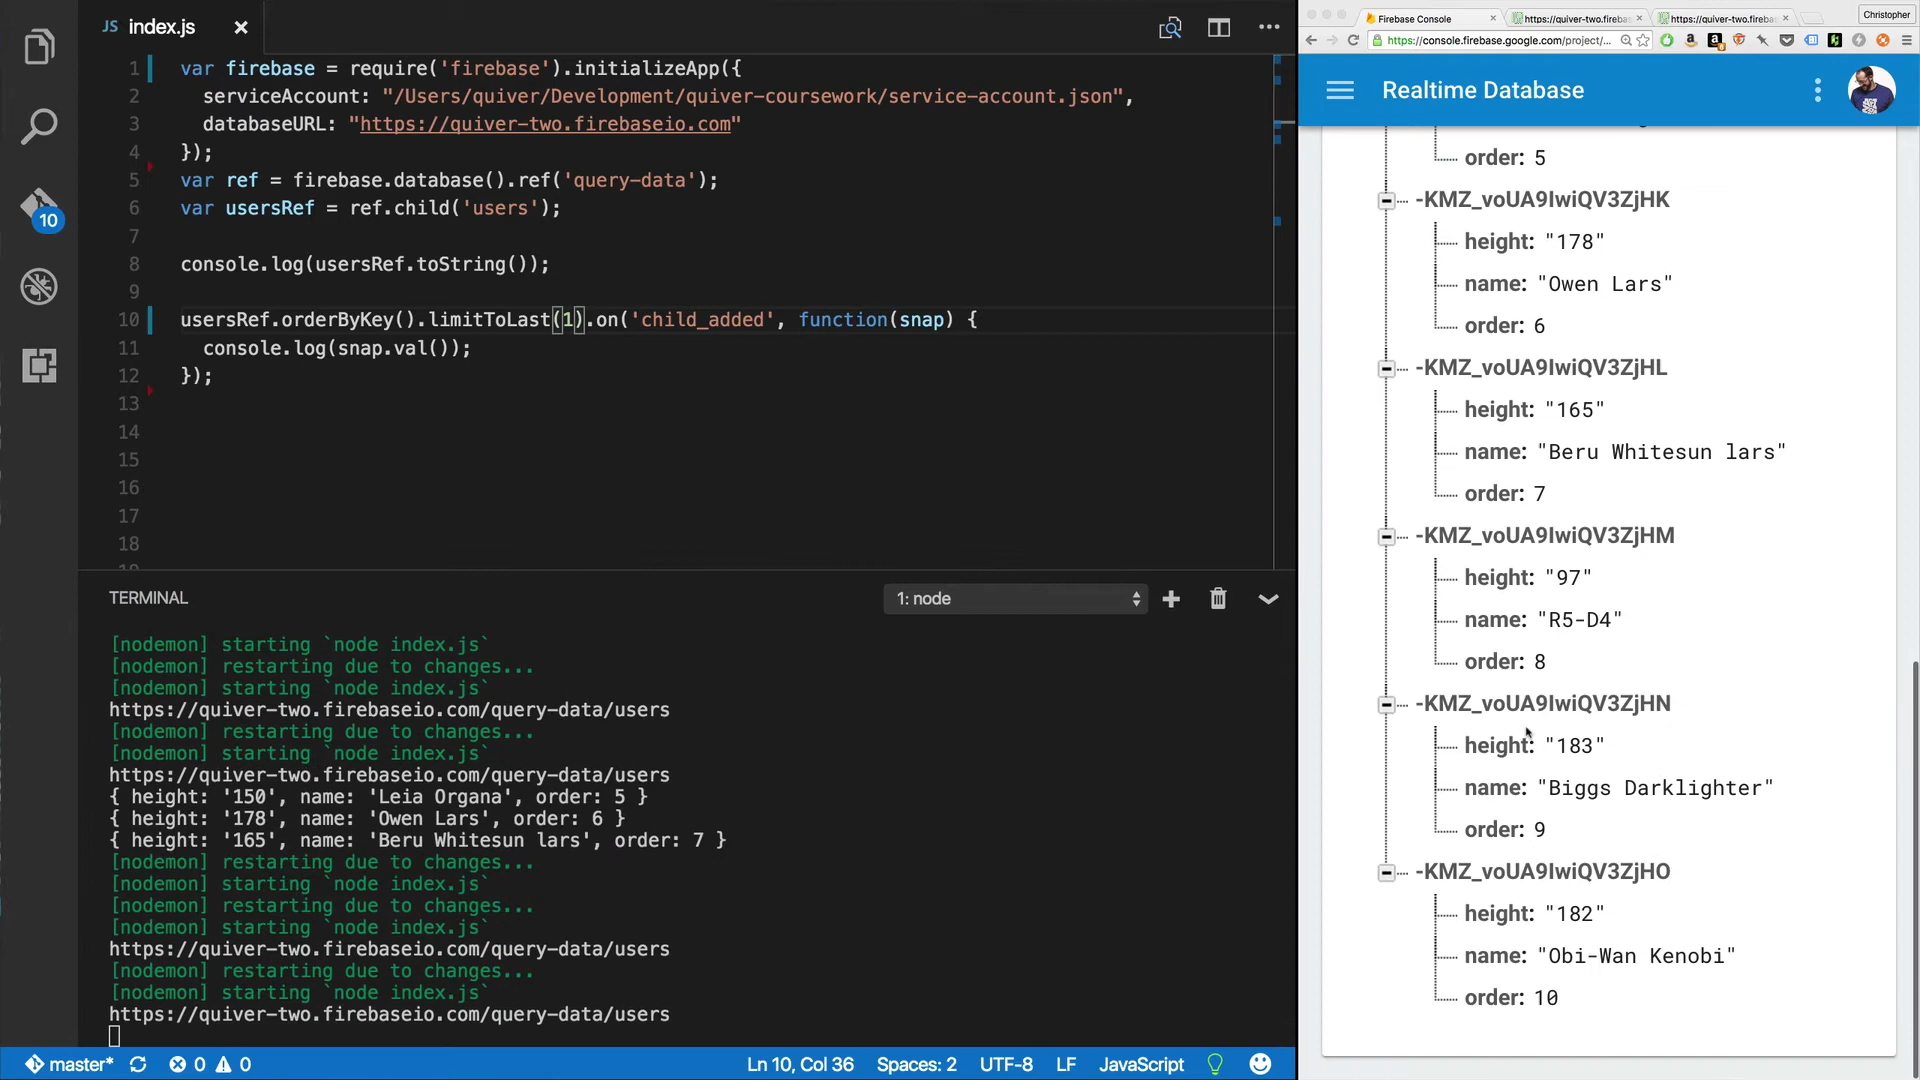 JS index.js
1 var firebase = require('firebase').initializeApp({
2 serviceAccount: "/Users/quiver/Development/quiver-coursework/service-account.json",
3 databaseURL: "https://quiver-two.firebaseio.com"
4 });
5 var ref = firebase.database().ref('query-data');
6 var usersRef = ref.child('users');
7
8 console.log(usersRef.toString());
9
10 usersRef.orderByKey().limitToLast(1).on('child_added', function(snap) {
11 console.log(snap.val());
12 });
13
14
15
16
17
18
10
TERMINAL
1: node
[nodemon] starting `node index.js`
[nodemon] restarting due to changes...
[nodemon] starting `node index.js`
https://quiver-two.firebaseio.com/query-data/users
[nodemon] restarting due to changes...
[nodemon] starting `node index.js`
https://quiver-two.firebaseio.com/query-data/users
{ height: '150', name: 'Leia Organa', order: 5 }
{ height: '178', name: 'Owen Lars', order: 6 }
{ height: '165', name: 'Beru Whitesun lars', order: 7 }
[nodemon] restarting due to changes...
[nodemon] starting `node index.js`
[nodemon] restarting due to changes...
[nodemon] starting `node index.js`
https://quiver-two.firebaseio.com/query-data/users
[nodemon] restarting due to changes...
[nodemon] starting `node index.js`
https://quiver-two.firebaseio.com/query-data/users
master* 0 0 Ln 10, Col 36 Spaces: 2 UTF-8 LF JavaScript
Firebase Console https://quiver-two.fireba https://quiver-two.fireba Christopher
https://console.firebase.google.com/project/...
Realtime Database
order: 5
-KMZ_voUA9IwiQV3ZjHK
height: "178"
name: "Owen Lars"
order: 6
-KMZ_voUA9IwiQV3ZjHL
height: "165"
name: "Beru Whitesun lars"
order: 7
-KMZ_voUA9IwiQV3ZjHM
height: "97"
name: "R5-D4"
order: 8
-KMZ_voUA9IwiQV3ZjHN
height: "183"
name: "Biggs Darklighter"
order: 9
-KMZ_voUA9IwiQV3ZjHO
height: "182"
name: "Obi-Wan Kenobi"
order: 10